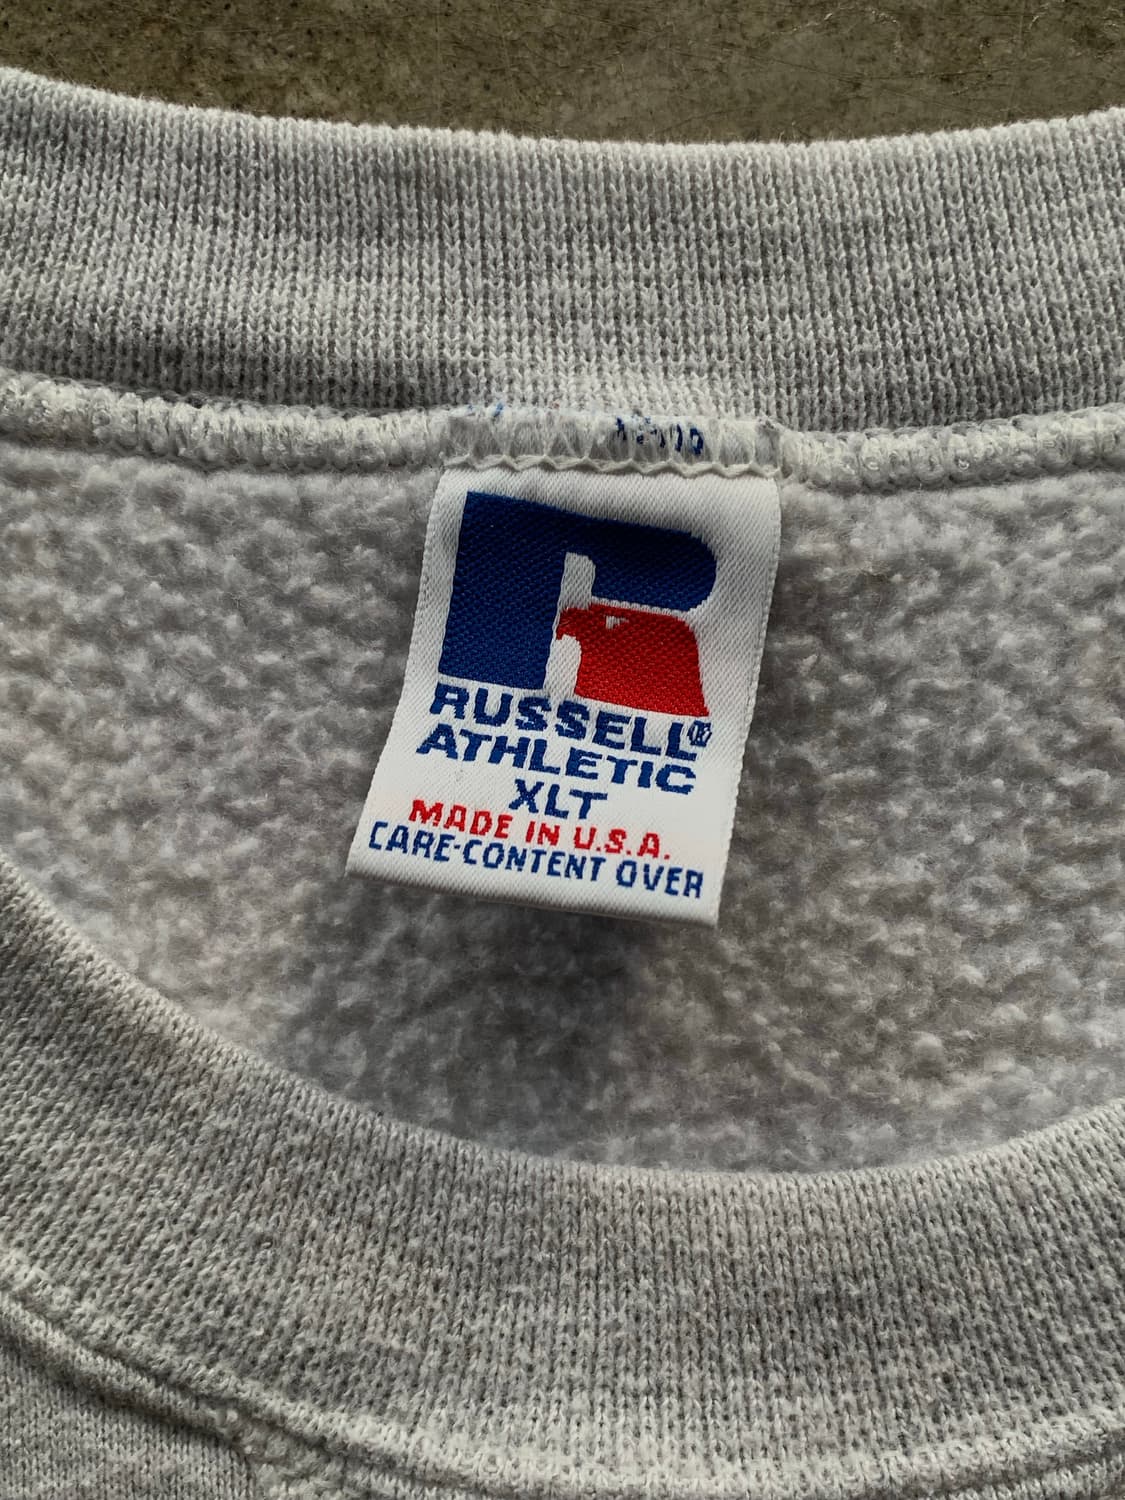 RUSSELL®
ATHLETIC
XLT
MADE IN U.S.A.
CARE-CONTENT OVER